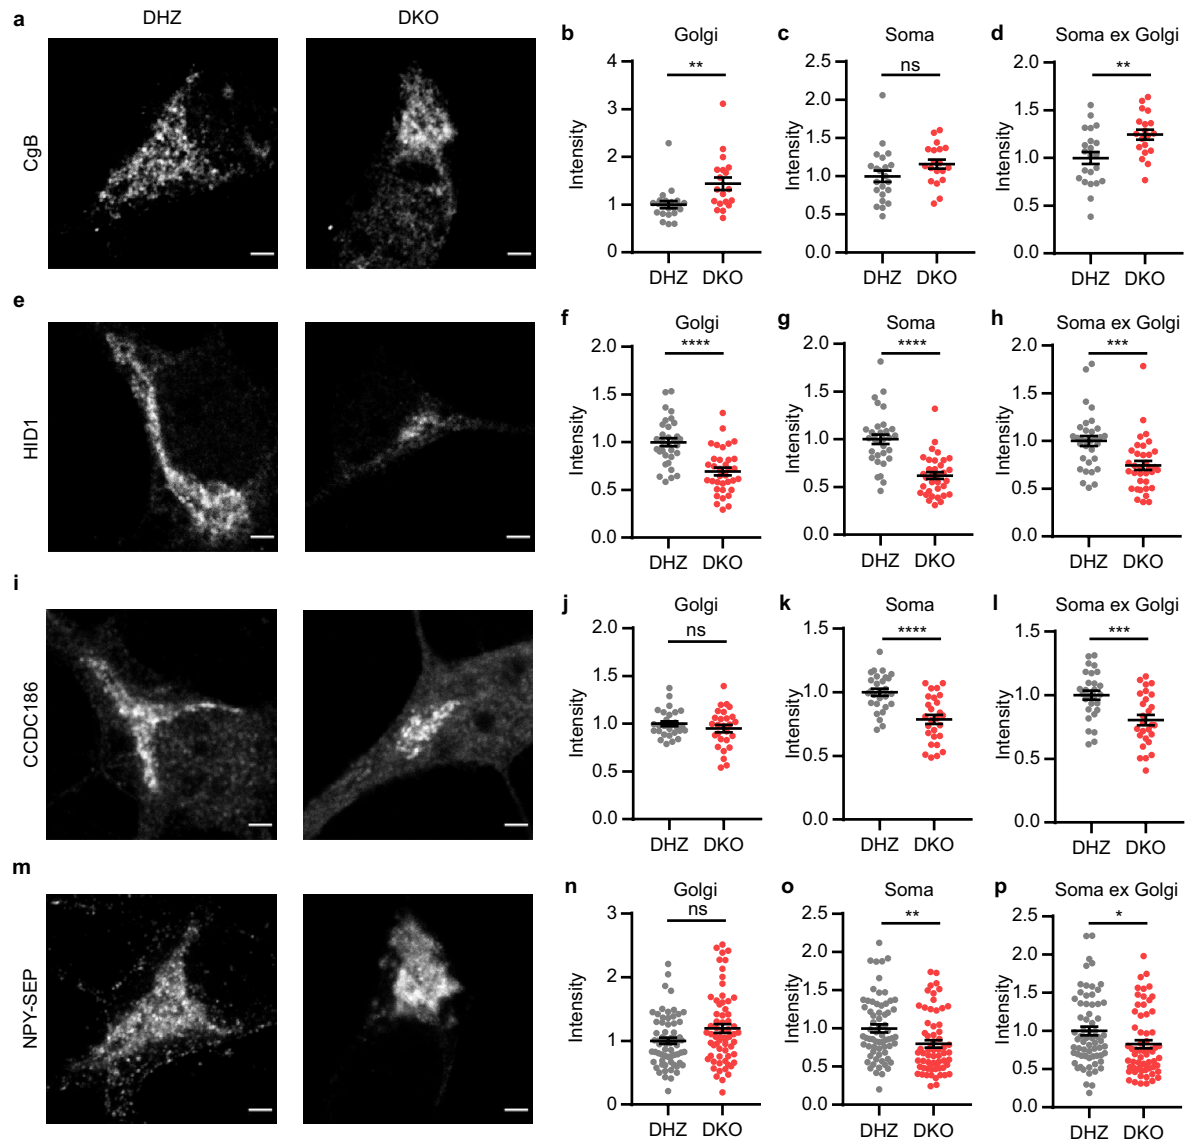 a DHZ DKO
CgB
b Golgi
**
Intensity
4
3
2
1
0
DHZ DKO
c Soma
ns
Intensity
2.5
2.0
1.5
1.0
0.5
0.0
DHZ DKO
d Soma ex Golgi
**
Intensity
2.0
1.5
1.0
0.5
0.0
DHZ DKO
e
HID1
f Golgi
****
Intensity
2.0
1.5
1.0
0.5
0.0
DHZ DKO
g Soma
****
Intensity
2.0
1.5
1.0
0.5
0.0
DHZ DKO
h Soma ex Golgi
***
Intensity
2.0
1.5
1.0
0.5
0.0
DHZ DKO
i
CCDC186
j Golgi
ns
Intensity
2.0
1.5
1.0
0.5
0.0
DHZ DKO
k Soma
****
Intensity
1.5
1.0
0.5
0.0
DHZ DKO
l Soma ex Golgi
***
Intensity
1.5
1.0
0.5
0.0
DHZ DKO
m
NPY-SEP
n Golgi
ns
Intensity
3
2
1
0
DHZ DKO
o Soma
**
Intensity
2.5
2.0
1.5
1.0
0.5
0.0
DHZ DKO
p Soma ex Golgi
*
Intensity
2.5
2.0
1.5
1.0
0.5
0.0
DHZ DKO